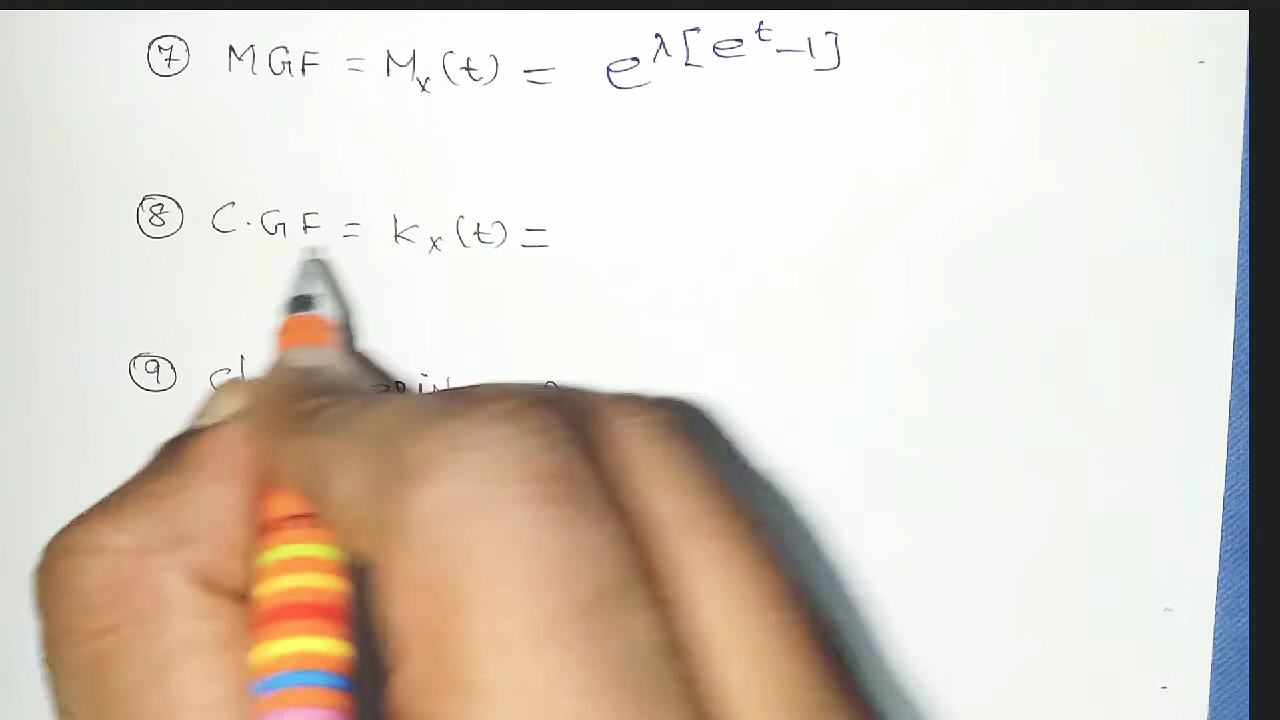 ⑦ MGF = Mₓ(t) = e^λ[e^t-1]
⑧ C.GF = kₓ(t) =
⑨